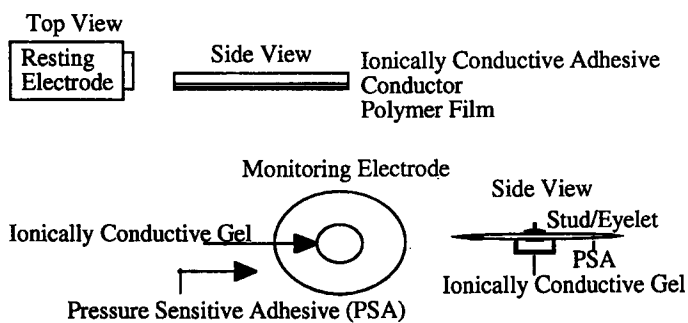 Top View
Resting
Electrode
Side View
Ionically Conductive Adhesive
Conductor
Polymer Film
Monitoring Electrode
Side View
Ionically Conductive Gel
Stud/Eyelet
PSA
Ionically Conductive Gel
Pressure Sensitive Adhesive (PSA)